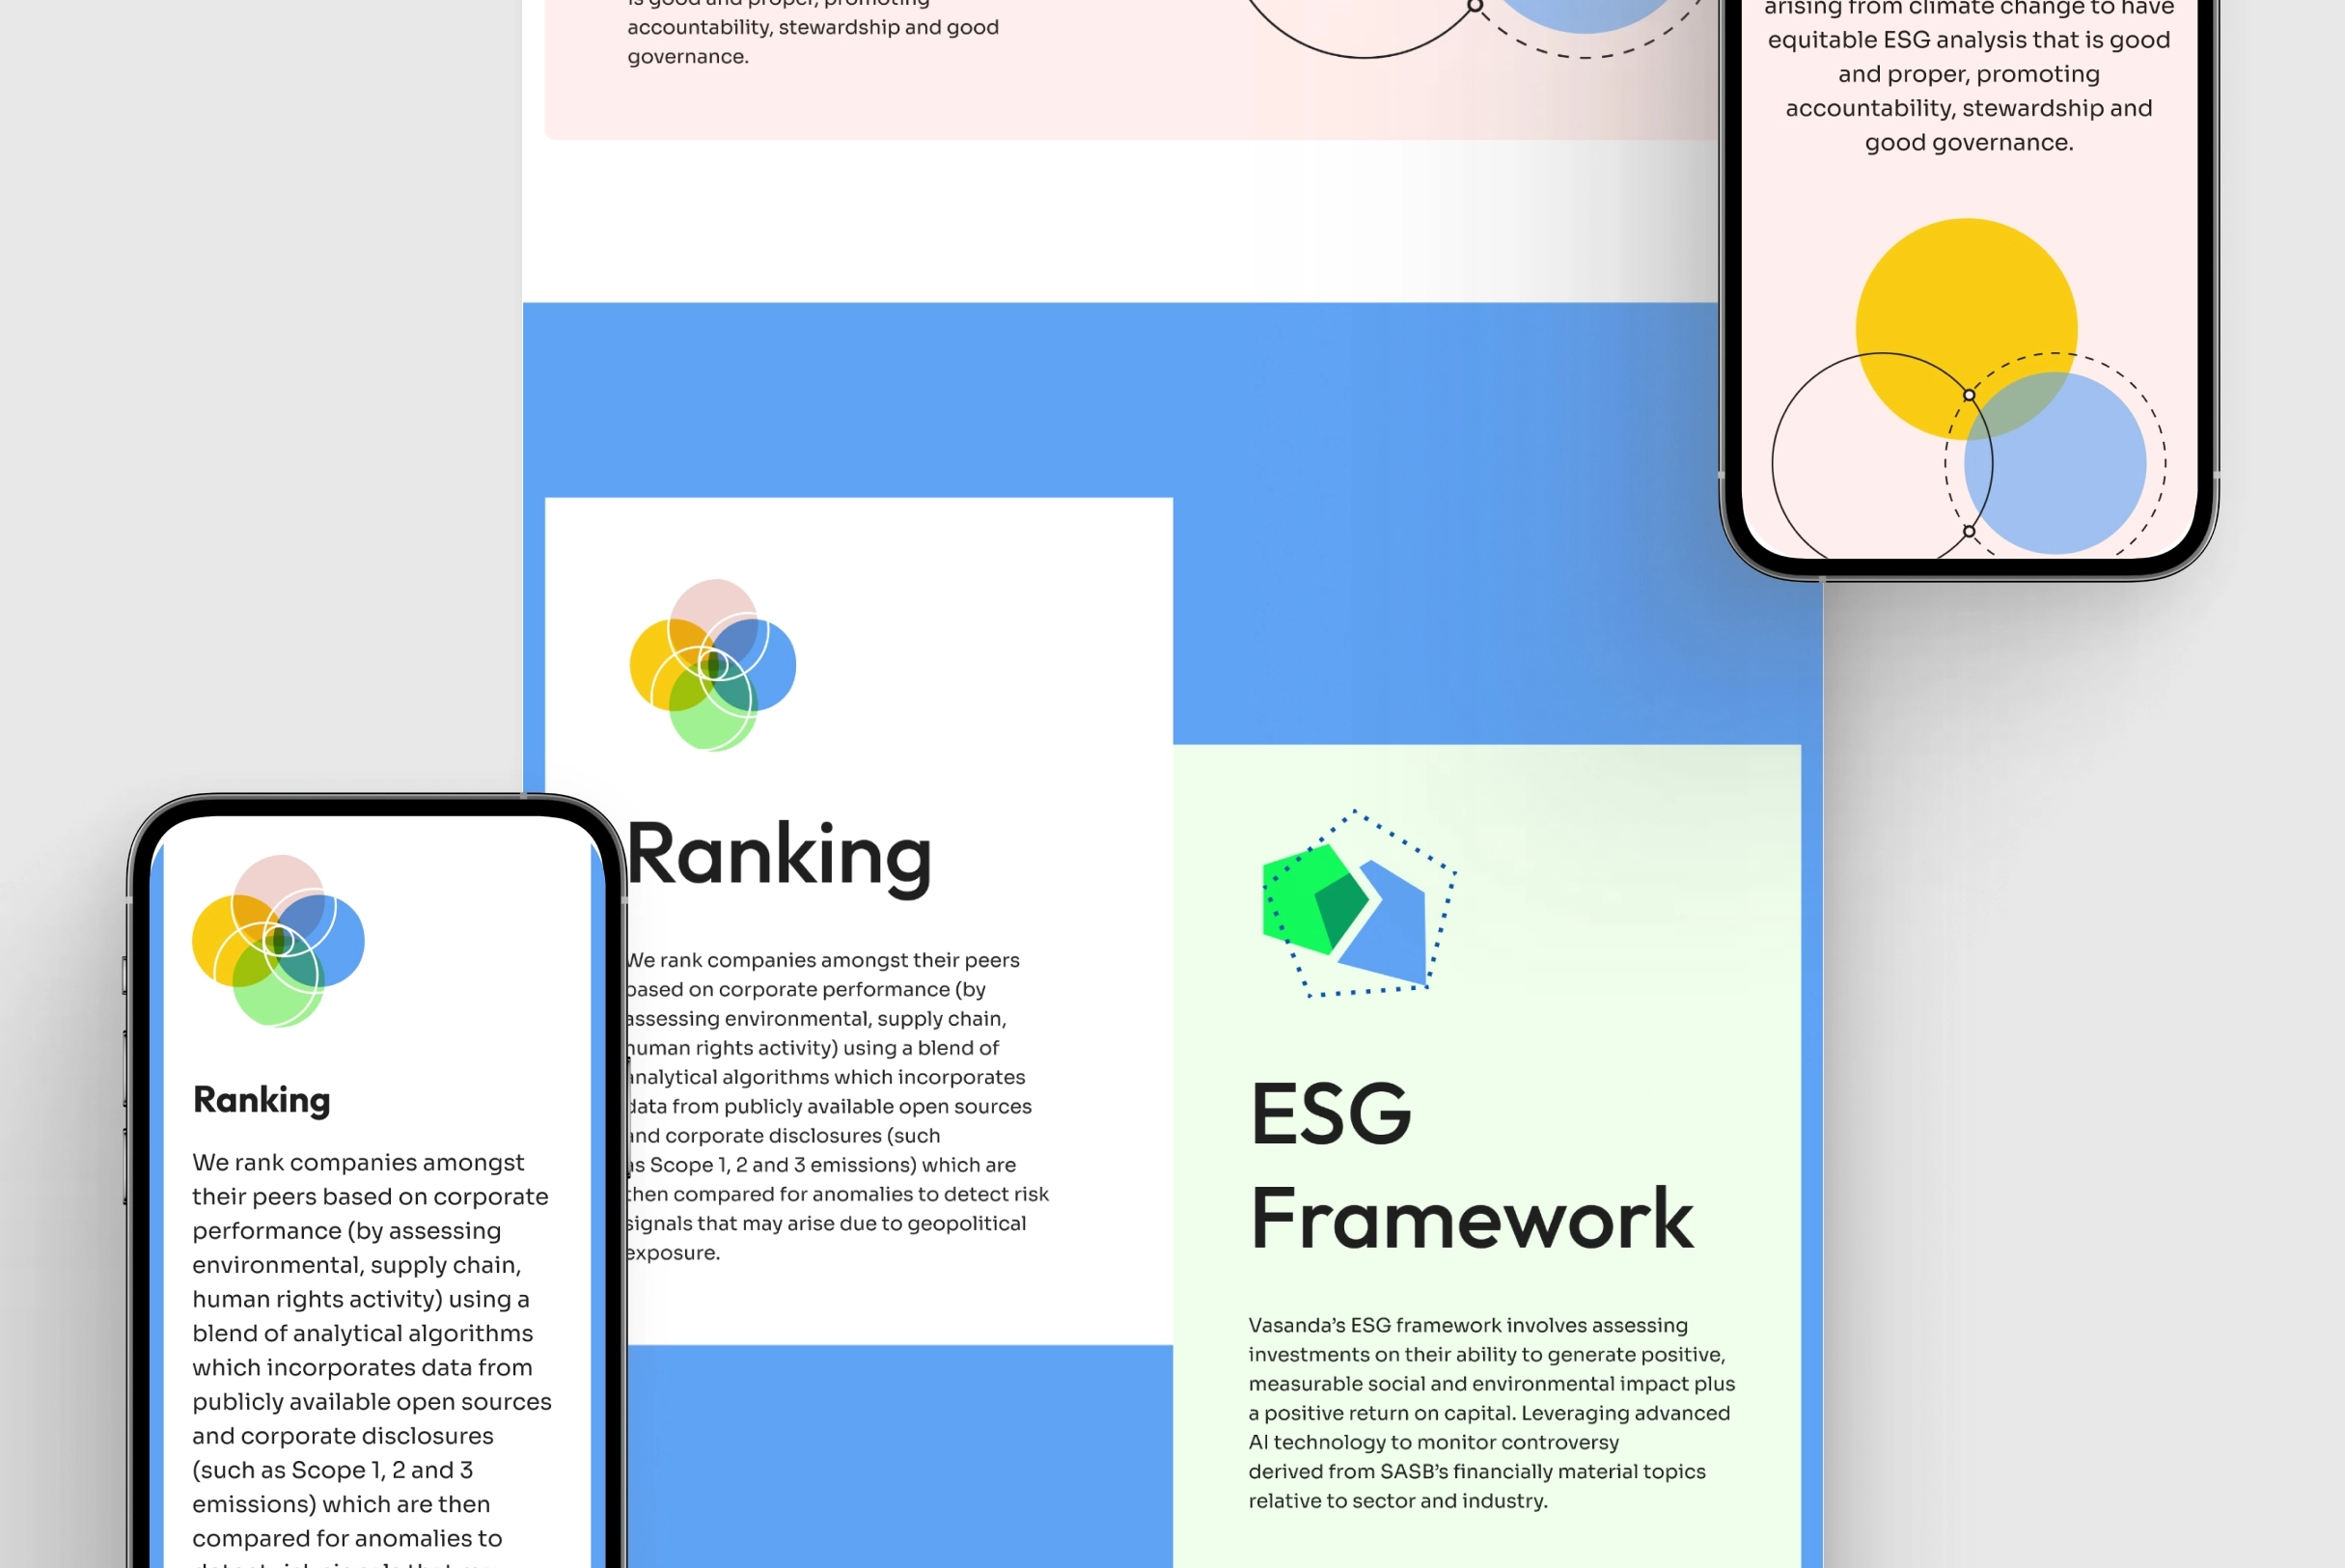 is good and proper, promoting
accountability, stewardship and good
governance.
arising from climate change to have
equitable ESG analysis that is good
and proper, promoting
accountability, stewardship and
good governance.
Ranking
We rank companies amongst their peers
based on corporate performance (by
assessing environmental, supply chain,
human rights activity) using a blend of
analytical algorithms which incorporates
data from publicly available open sources
and corporate disclosures (such
as Scope 1, 2 and 3 emissions) which are
then compared for anomalies to detect risk
signals that may arise due to geopolitical
exposure.
ESG
Framework
Vasanda’s ESG framework involves assessing
investments on their ability to generate positive,
measurable social and environmental impact plus
a positive return on capital. Leveraging advanced
AI technology to monitor controversy
derived from SASB’s financially material topics
relative to sector and industry.
Ranking
We rank companies amongst
their peers based on corporate
performance (by assessing
environmental, supply chain,
human rights activity) using a
blend of analytical algorithms
which incorporates data from
publicly available open sources
and corporate disclosures
(such as Scope 1, 2 and 3
emissions) which are then
compared for anomalies to